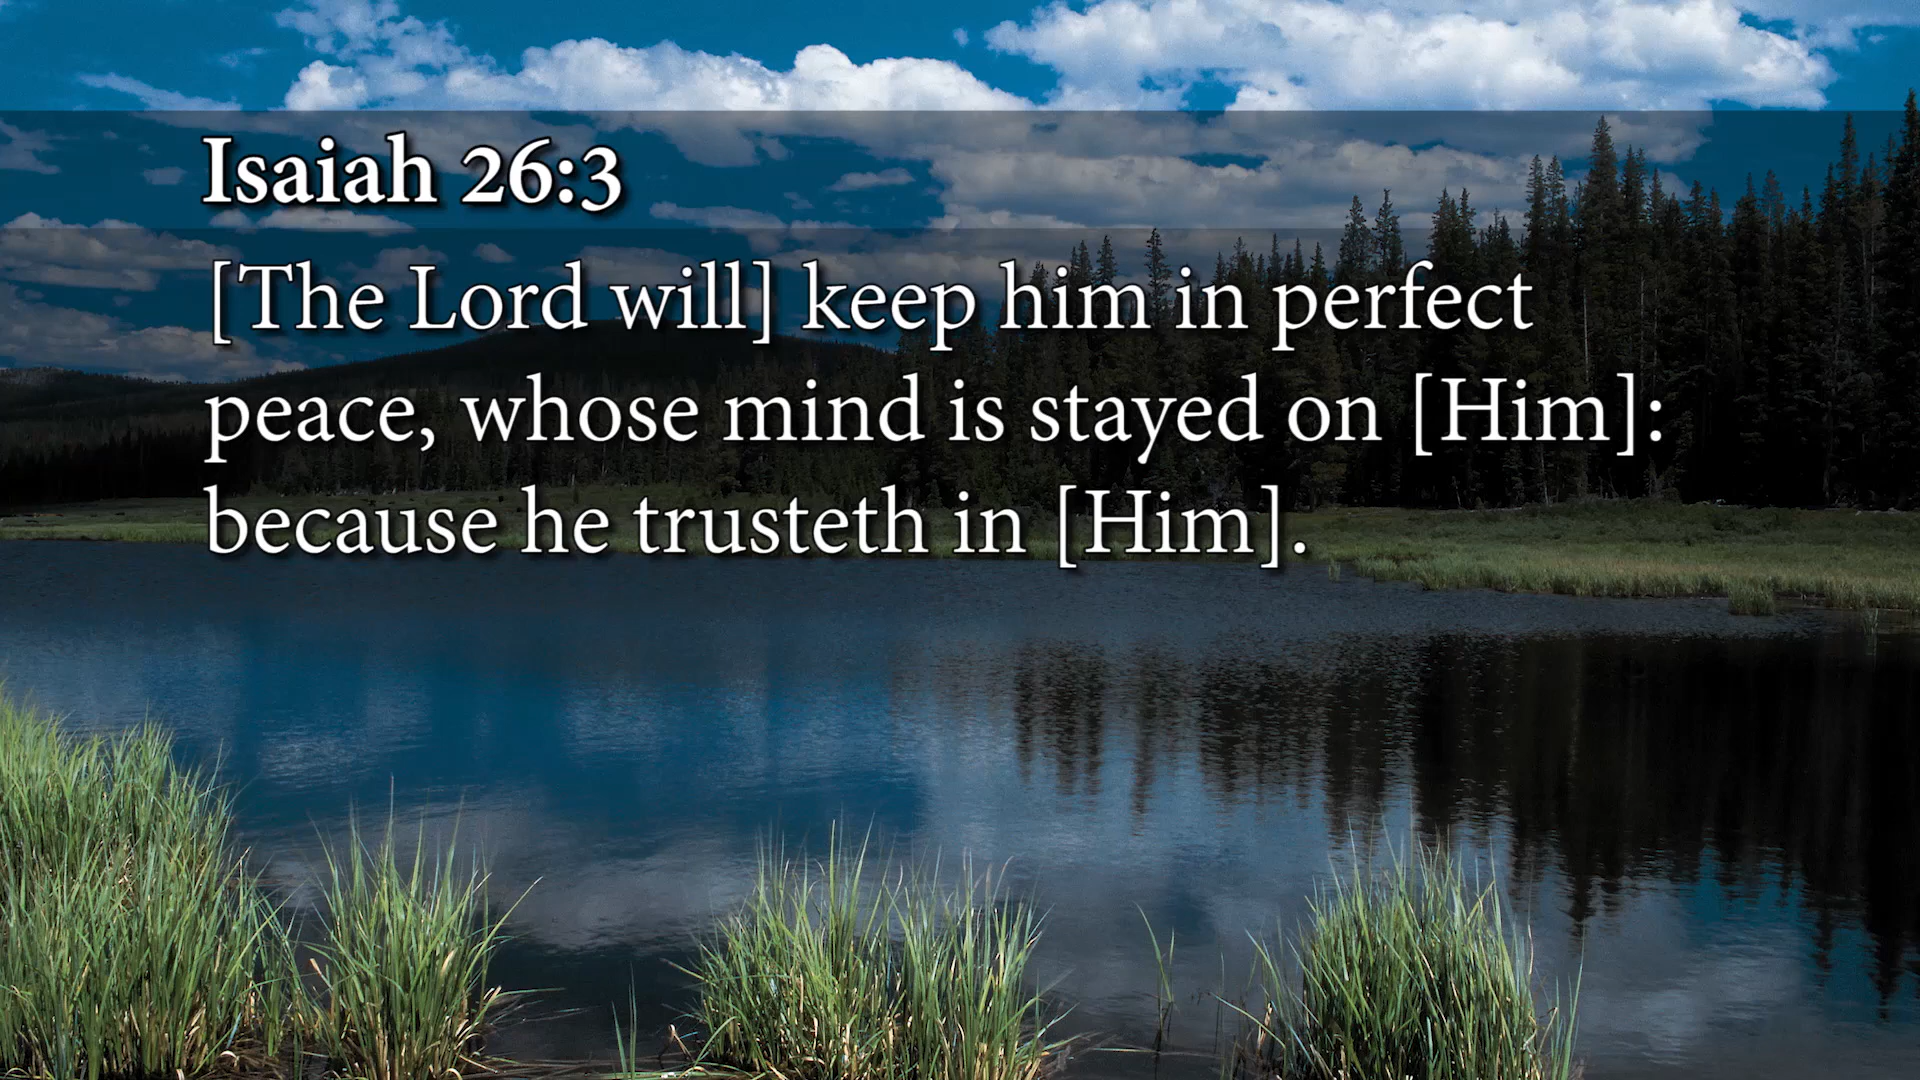 Isaiah 26:3
[The Lord will] keep him in perfect
peace, whose mind is stayed on [Him]:
because he trusteth in [Him].